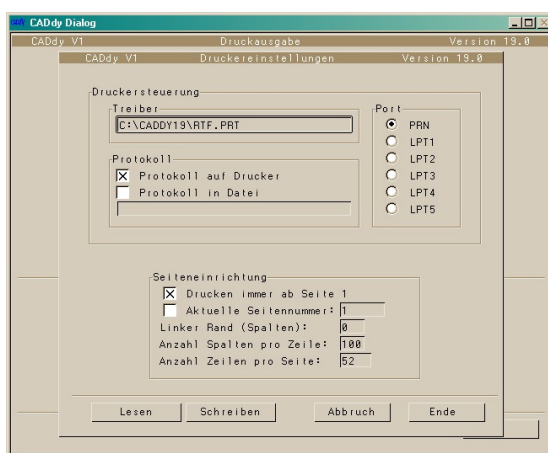 CADdy Dialog
CADdy V1 Druckausgabe Version 19.0
CADdy V1 Druckereinstellungen Version 19.0
Druckersteuerung
Treiber
C:\CADDY19\RTF.PRT
Port
PRN
LPT1
LPT2
LPT3
LPT4
LPT5
Protokoll
Protokoll auf Drucker
Protokoll in Datei
Seiteneinrichtung
Drucken immer ab Seite 1
Aktuelle Seitennummer: 1
Linker Rand (Spalten): 0
Anzahl Spalten pro Zeile: 100
Anzahl Zeilen pro Seite: 52
Lesen Schreiben Abbruch Ende